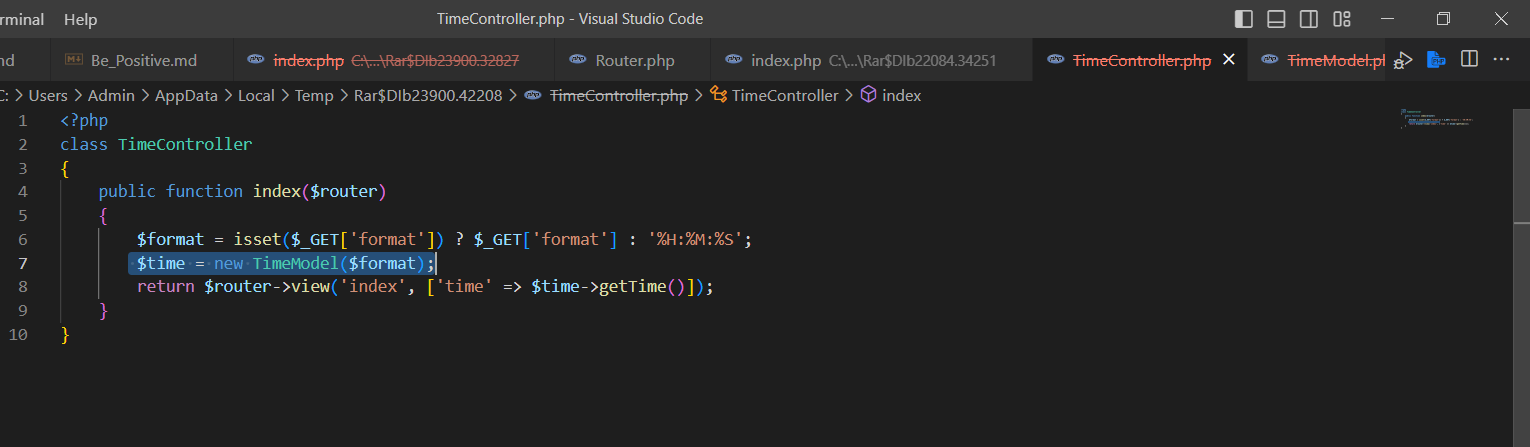 rminal Help TimeController.php - Visual Studio Code
nd Be_Positive.md index.php C:\...\Rar$DIb23900.32827 Router.php index.php C:\...\Rar$DIb22084.34251 TimeController.php TimeModel.pl
C: > Users > Admin > AppData > Local > Temp > Rar$DIb23900.42208 > TimeController.php > TimeController > index
1 <?php
2 class TimeController
3 {
4     public function index($router)
5     {
6         $format = isset($_GET['format']) ? $_GET['format'] : '%H:%M:%S';
7         $time = new TimeModel($format);
8         return $router->view('index', ['time' => $time->getTime()]);
9     }
10 }